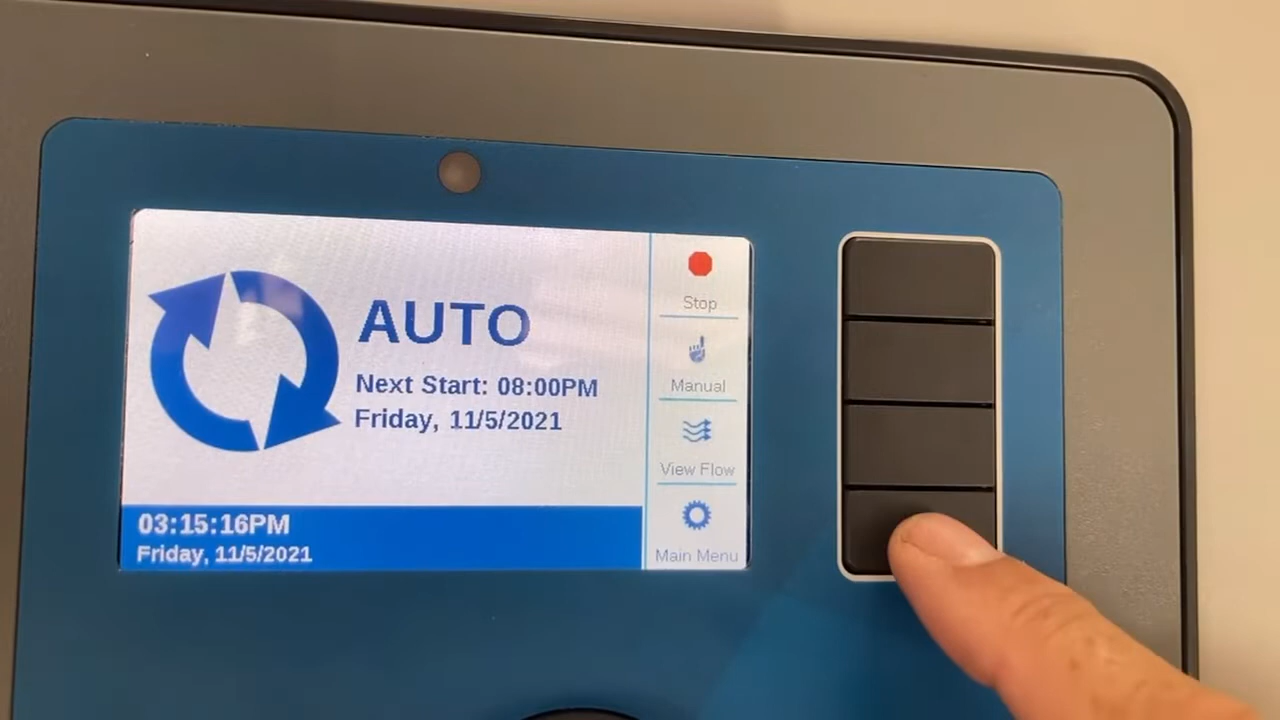 AUTO
Next Start: 08:00PM
Friday, 11/5/2021
03:15:16PM
Friday, 11/5/2021
Stop
Manual
View Flow
Main Menu